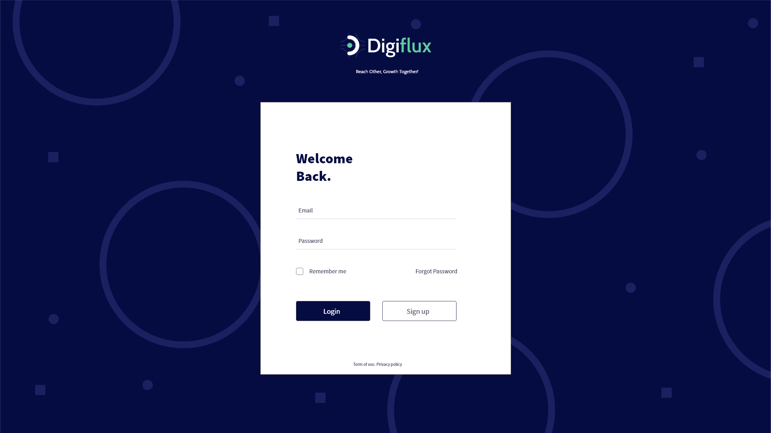 Digiflux
Reach Other, Growth Together!
Welcome
Back.
Email
Password
Remember me
Forgot Password
Login
Sign up
Term of use. Privacy policy